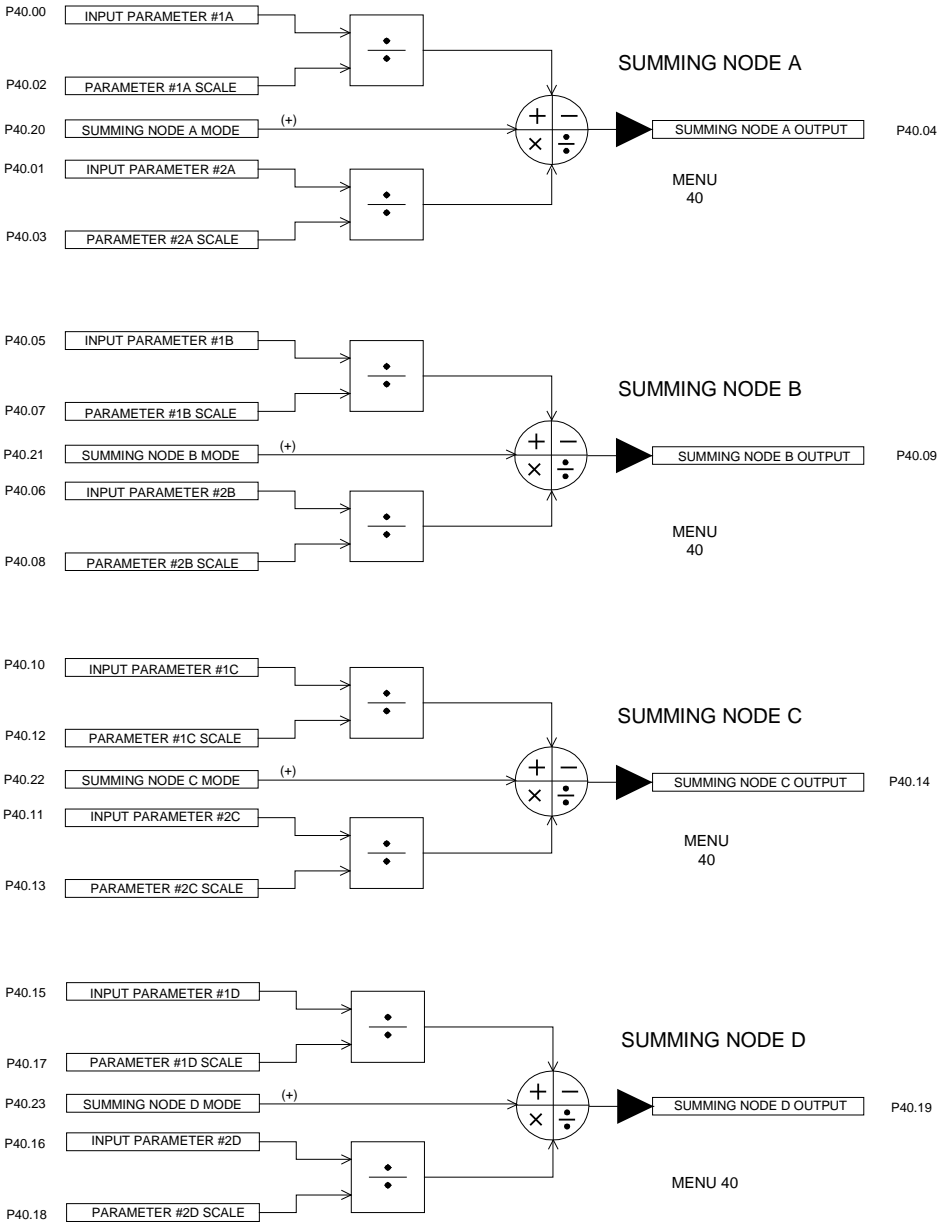 P40.00 INPUT PARAMETER #1A
SUMMING NODE A
P40.02 PARAMETER #1A SCALE
P40.20 SUMMING NODE A MODE (+) + − × ÷ SUMMING NODE A OUTPUT P40.04
P40.01 INPUT PARAMETER #2A
MENU
40
P40.03 PARAMETER #2A SCALE
P40.05 INPUT PARAMETER #1B
SUMMING NODE B
P40.07 PARAMETER #1B SCALE
P40.21 SUMMING NODE B MODE (+) + − × ÷ SUMMING NODE B OUTPUT P40.09
P40.06 INPUT PARAMETER #2B
MENU
40
P40.08 PARAMETER #2B SCALE
P40.10 INPUT PARAMETER #1C
SUMMING NODE C
P40.12 PARAMETER #1C SCALE
P40.22 SUMMING NODE C MODE (+) + − × ÷ SUMMING NODE C OUTPUT P40.14
P40.11 INPUT PARAMETER #2C
MENU
40
P40.13 PARAMETER #2C SCALE
P40.15 INPUT PARAMETER #1D
SUMMING NODE D
P40.17 PARAMETER #1D SCALE
P40.23 SUMMING NODE D MODE (+) + − × ÷ SUMMING NODE D OUTPUT P40.19
P40.16 INPUT PARAMETER #2D
MENU 40
P40.18 PARAMETER #2D SCALE